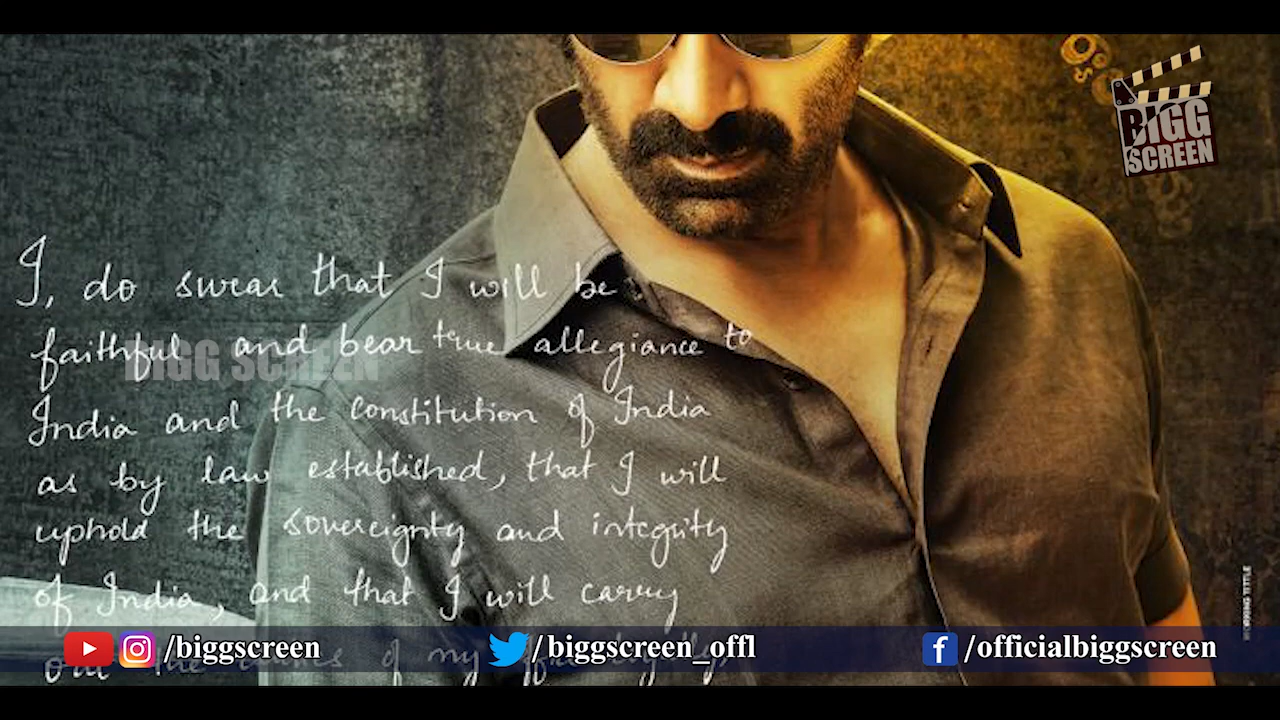 BIGG
SCREEN
I, do swear that I will be
faithful and bear true allegiance to
BIGG SCREEN
India and the constitution of India
as by law established, that I will
uphold the sovereignty and integrity
of India, and that I will carry
of my
/biggscreen
/biggscreen_offl
/officialbiggscreen